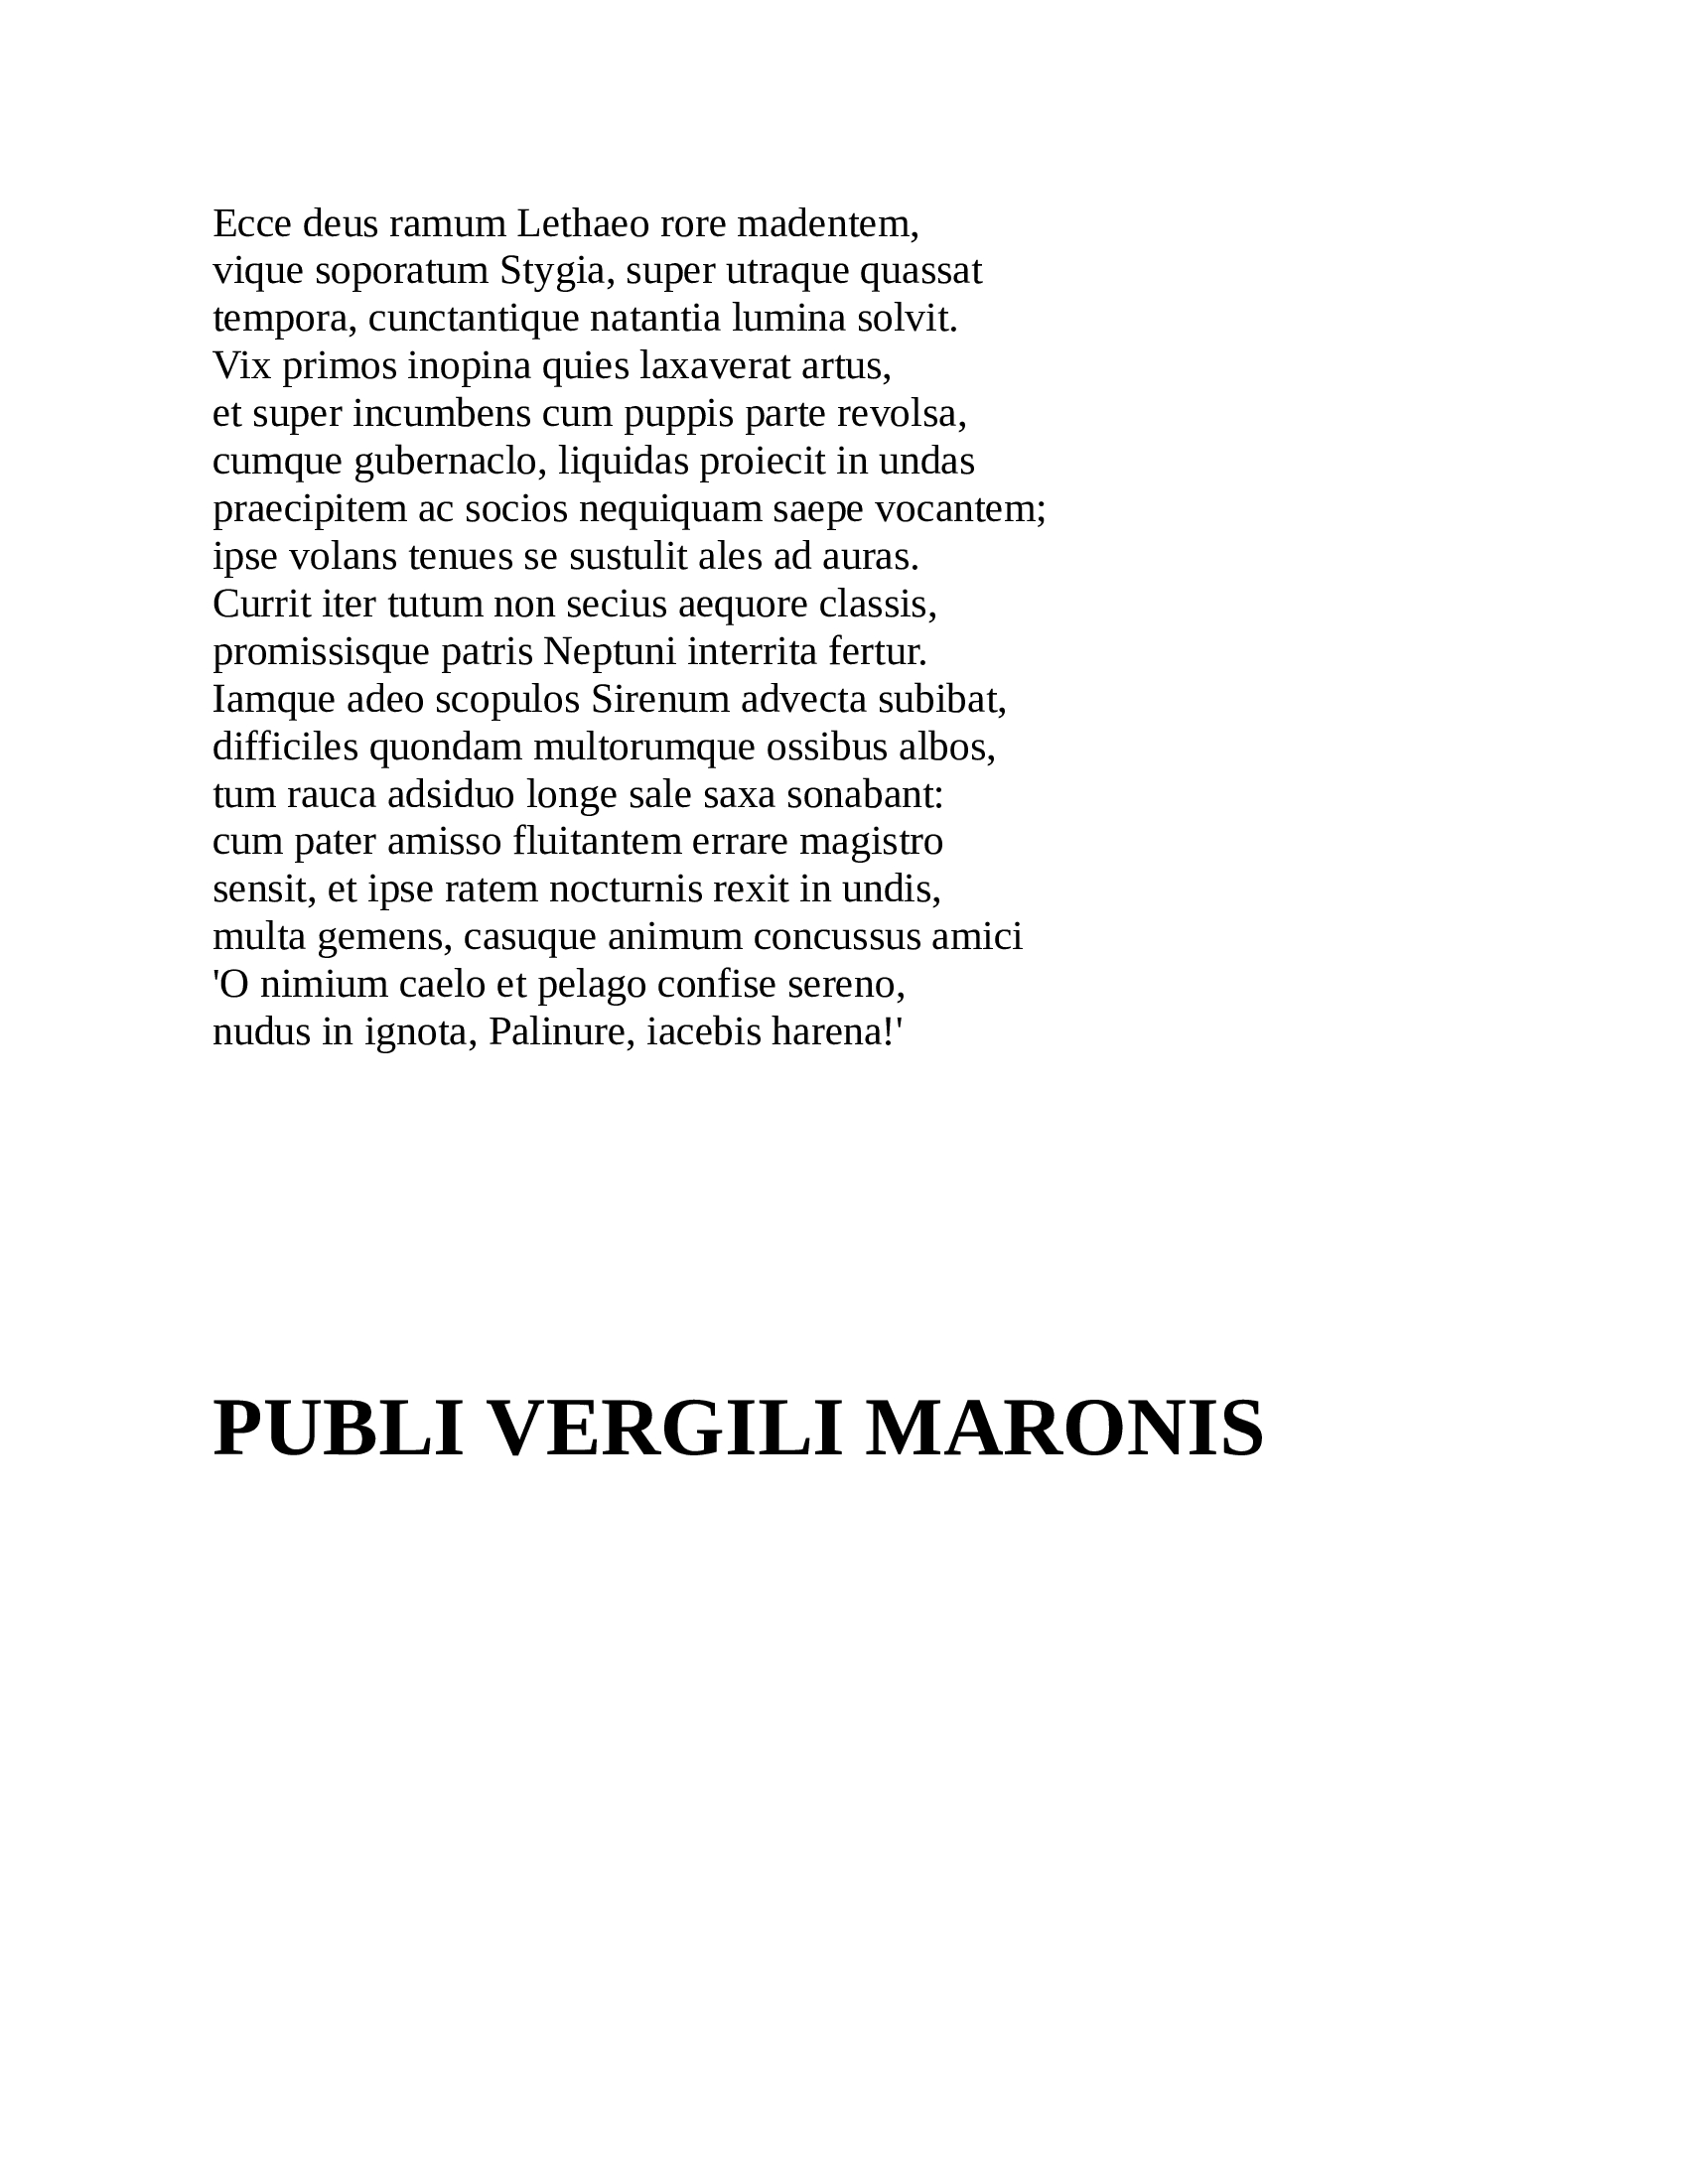 Ecce deus ramum Lethaeo rore madentem,
vique soporatum Stygia, super utraque quassat
tempora, cunctantique natantia lumina solvit.
Vix primos inopina quies laxaverat artus,
et super incumbens cum puppis parte revolsa,
cumque gubernaclo, liquidas proiecit in undas
praecipitem ac socios nequiquam saepe vocantem;
ipse volans tenues se sustulit ales ad auras.
Currit iter tutum non secius aequore classis,
promissisque patris Neptuni interrita fertur.
Iamque adeo scopulos Sirenum advecta subibat,
difficiles quondam multorumque ossibus albos,
tum rauca adsiduo longe sale saxa sonabant:
cum pater amisso fluitantem errare magistro
sensit, et ipse ratem nocturnis rexit in undis,
multa gemens, casuque animum concussus amici
'O nimium caelo et pelago confise sereno,
nudus in ignota, Palinure, iacebis harena!'
PUBLI VERGILI MARONIS